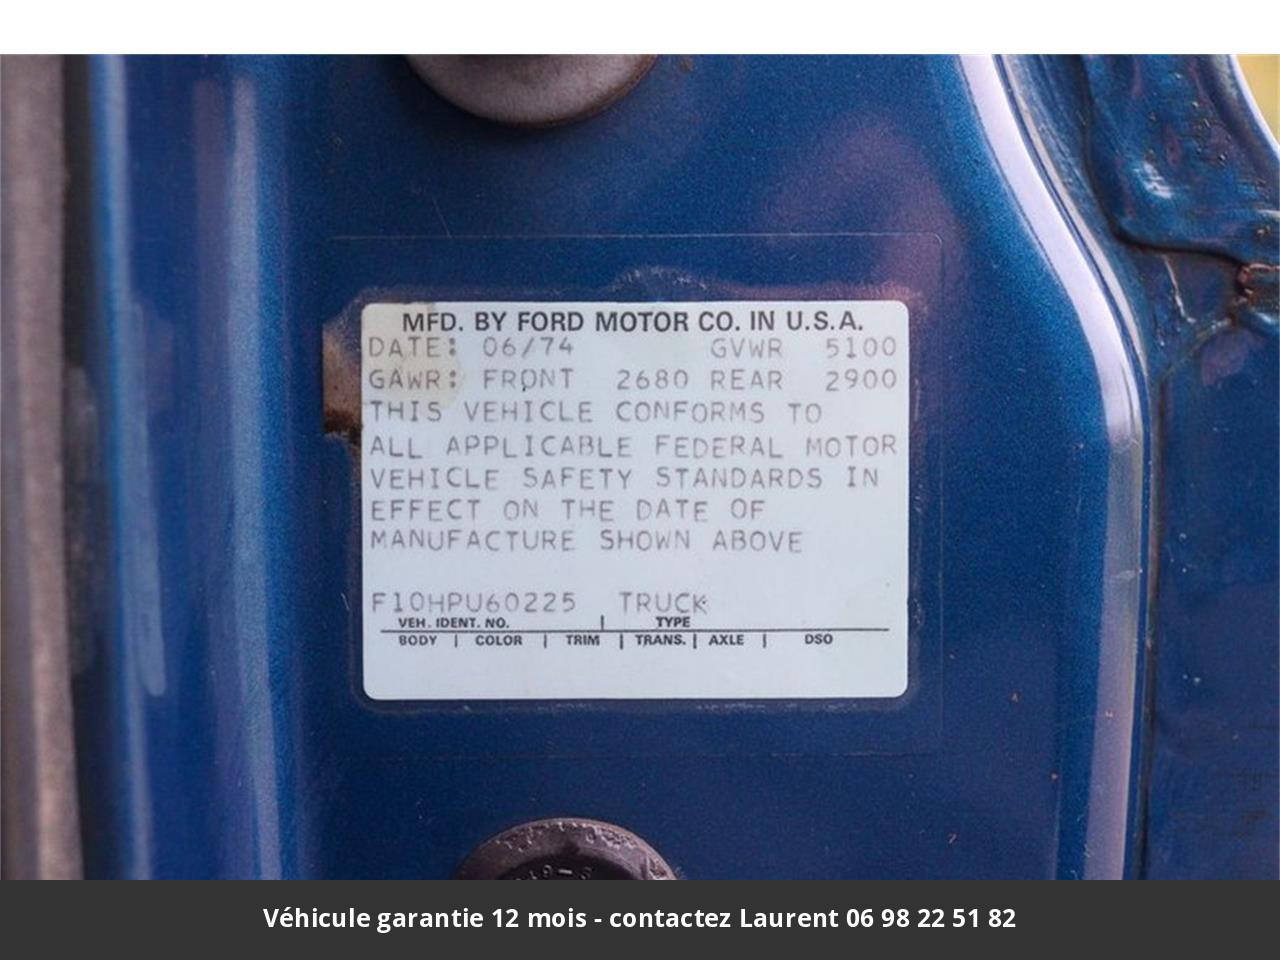 MFD. BY FORD MOTOR CO. IN U.S.A.
DATE: 06/74 GVWR 5100
GAWR: FRONT 2680 REAR 2900
THIS VEHICLE CONFORMS TO
ALL APPLICABLE FEDERAL MOTOR
VEHICLE SAFETY STANDARDS IN
EFFECT ON THE DATE OF
MANUFACTURE SHOWN ABOVE
F10HPU60225 TRUCK
VEH. IDENT. NO. | TYPE
BODY | COLOR | TRIM | TRANS. | AXLE | DSO
Véhicule garantie 12 mois - contactez Laurent 06 98 22 51 82